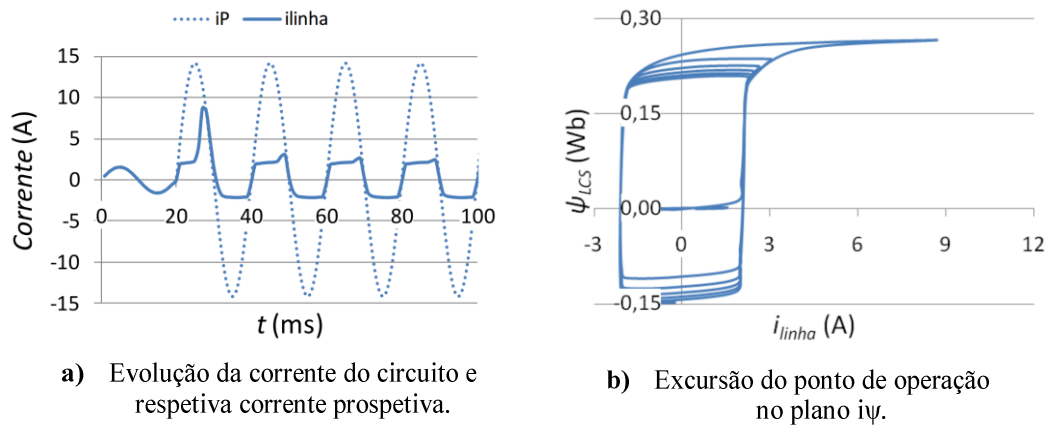 iP ilinha
15
10
5
0
-5
-10
-15
Corrente (A)
0 20 40 60 80 100
t (ms)
a) Evolução da corrente do circuito e
respetiva corrente prospetiva.
0,30
0,15
0,00
-0,15
ψLCS (Wb)
-3 0 3 6 9 12
ilinha (A)
b) Excursão do ponto de operação
no plano iψ.